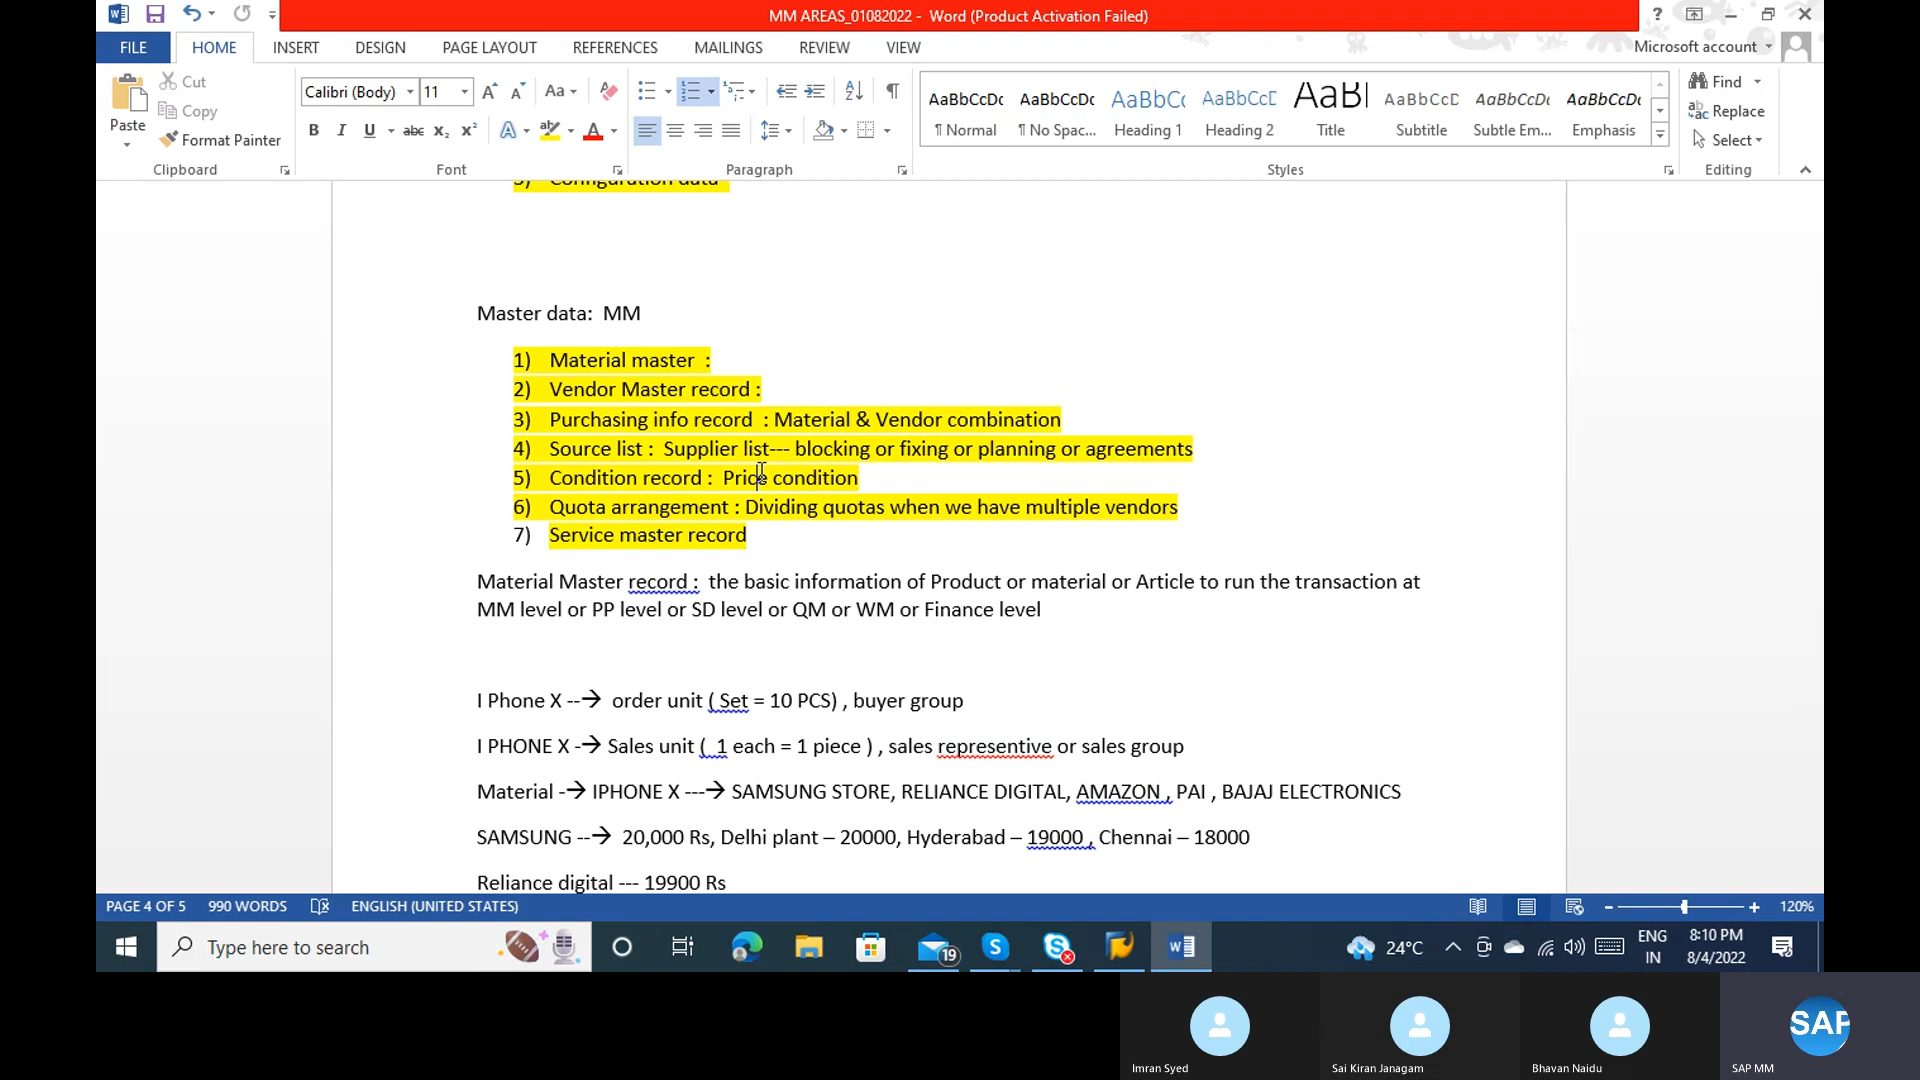 MM AREAS_01082022 - Word (Product Activation Failed)
FILE HOME INSERT DESIGN PAGE LAYOUT REFERENCES MAILINGS REVIEW VIEW Microsoft account
Paste Cut Copy Format Painter Clipboard
Calibri (Body) 11 Font
Paragraph
AaBbCcDc AaBbCcDc AaBbCc AaBbCcD AaBl AaBbCcD AaBbCcDc AaBbCcDc
¶ Normal ¶ No Spac... Heading 1 Heading 2 Title Subtitle Subtle Em... Emphasis
Styles
Find Replace Select Editing
5) Configuration data
Master data: MM
1) Material master :
2) Vendor Master record :
3) Purchasing info record : Material & Vendor combination
4) Source list : Supplier list--- blocking or fixing or planning or agreements
5) Condition record : Price condition
6) Quota arrangement : Dividing quotas when we have multiple vendors
7) Service master record
Material Master record : the basic information of Product or material or Article to run the transaction at
MM level or PP level or SD level or QM or WM or Finance level
I Phone X --→ order unit ( Set = 10 PCS) , buyer group
I PHONE X -→ Sales unit ( 1 each = 1 piece ) , sales representive or sales group
Material -→ IPHONE X ---→ SAMSUNG STORE, RELIANCE DIGITAL, AMAZON , PAI , BAJAJ ELECTRONICS
SAMSUNG --→ 20,000 Rs, Delhi plant – 20000, Hyderabad – 19000 , Chennai – 18000
Reliance digital --- 19900 Rs
PAGE 4 OF 5 990 WORDS ENGLISH (UNITED STATES) 120%
Type here to search 19 24°C ENG IN 8:10 PM 8/4/2022
SAP
Imran Syed Sai Kiran Janagam Bhavan Naidu SAP MM